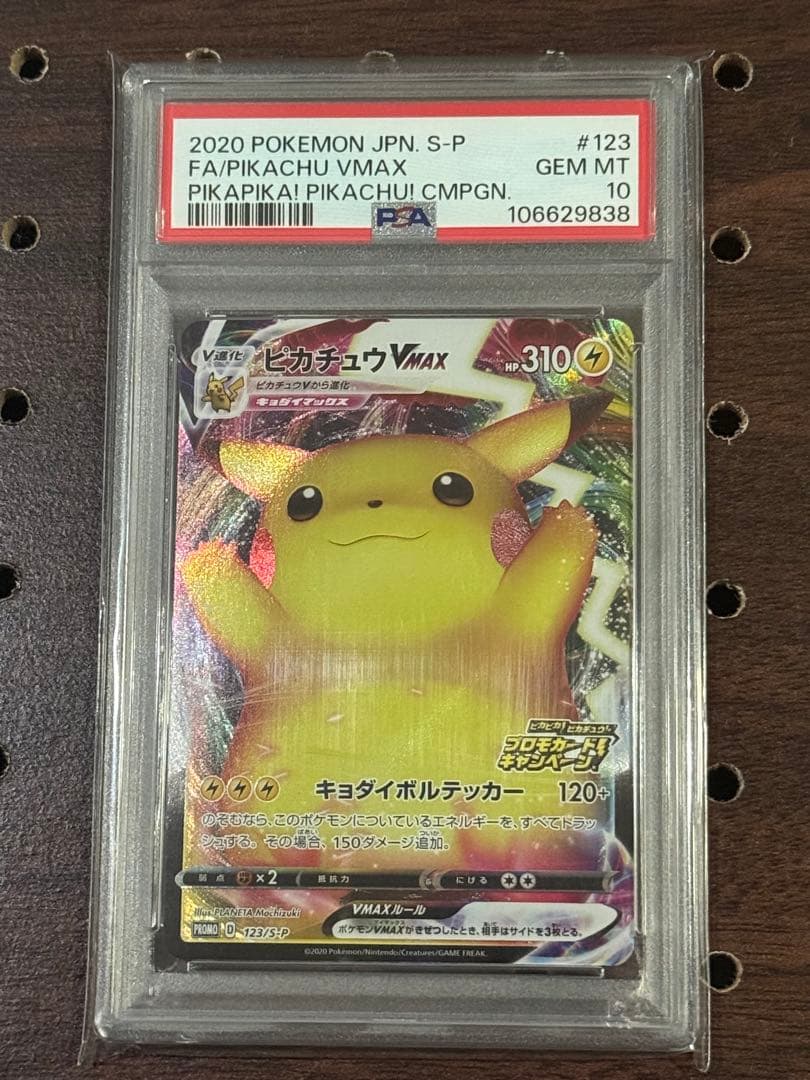 2020 POKEMON JPN. S-P #123
FA/PIKACHU VMAX GEM MT
PIKAPIKA! PIKACHU! CMPGN. 10
PSA 106629838
V進化 ピカチュウVMAX HP310
ピカチュウVから進化
キョダイマックス
ピカピカ! ピカチュウ!
プロモカード
キャンペーン!
キョダイボルテッカー 120+
のぞむなら、このポケモンについているエネルギーを、すべてトラッ
シュする。その場合、150ダメージ追加。
弱点 ×2 抵抗力 にげる
Illus. PLANETA Mochizuki VMAXルール
PROMO D 123/S-P ポケモンVMAXがきぜつしたとき、相手はサイドを3枚とる。
©2020 Pokémon/Nintendo/Creatures/GAME FREAK.